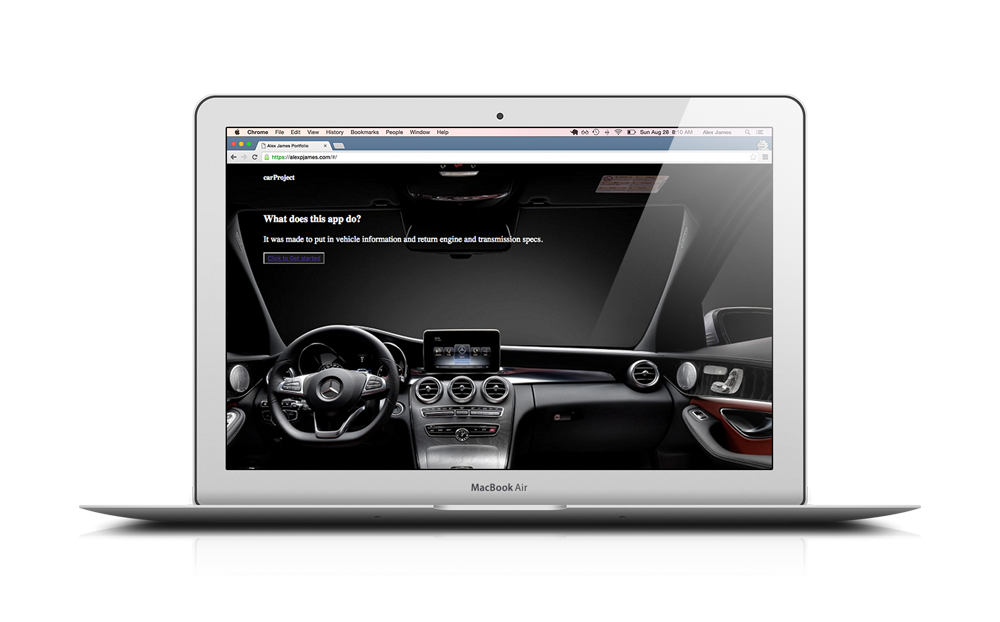 Chrome File Edit View History Bookmarks People Window Help Sun Aug 28 8:10 AM Alex James
Alex James Portfolio
https://alexpjames.com/#/
carProject
What does this app do?
It was made to put in vehicle information and return engine and transmission specs.
Click to Get started
MacBook Air